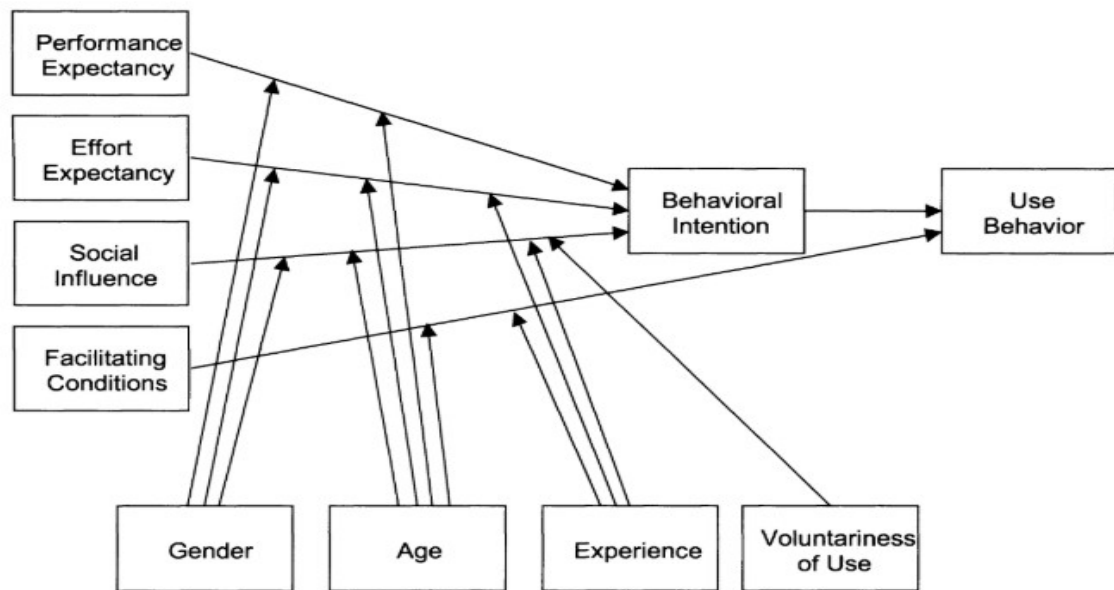 Performance
Expectancy
Effort
Expectancy
Social
Influence
Facilitating
Conditions
Behavioral
Intention
Use
Behavior
Gender
Age
Experience
Voluntariness
of Use